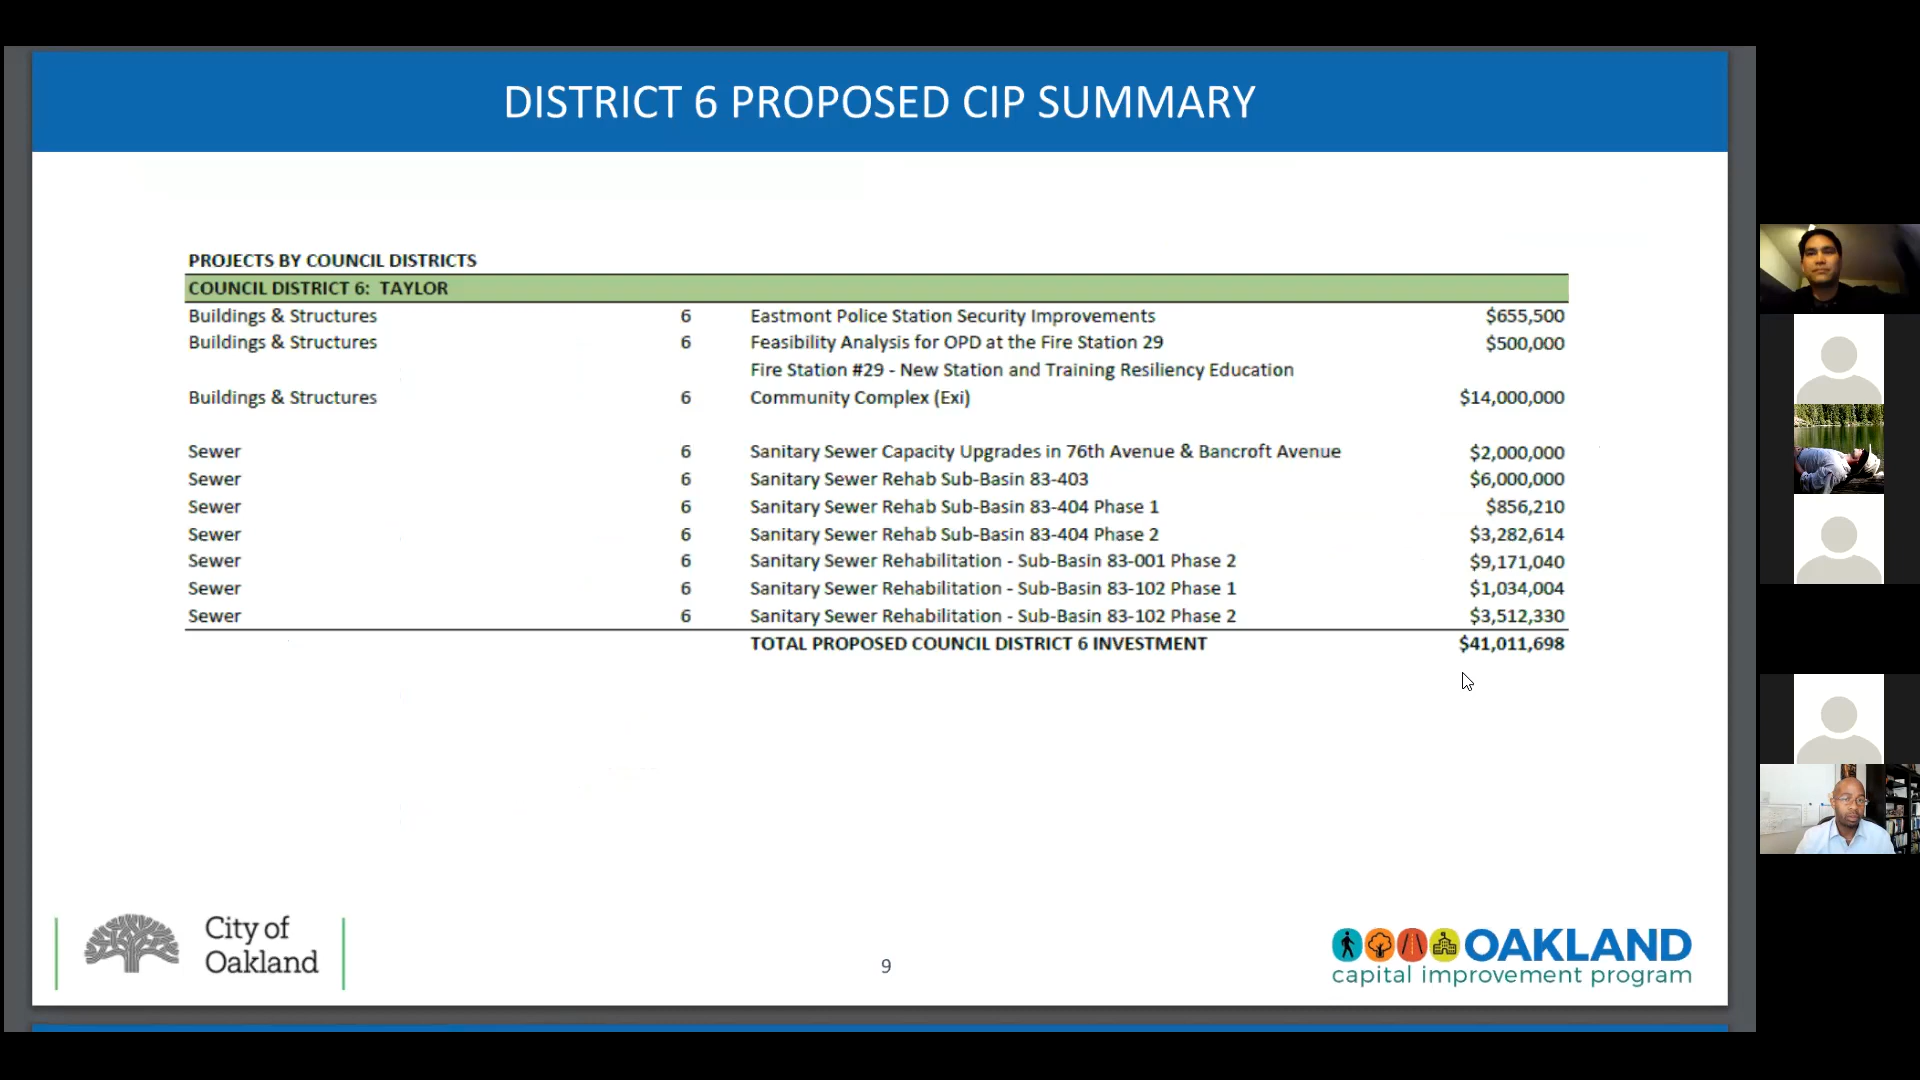 DISTRICT 6 PROPOSED CIP SUMMARY
PROJECTS BY COUNCIL DISTRICTS
COUNCIL DISTRICT 6: TAYLOR
Buildings & Structures 6 Eastmont Police Station Security Improvements $655,500
Buildings & Structures 6 Feasibility Analysis for OPD at the Fire Station 29 $500,000
Fire Station #29 - New Station and Training Resiliency Education
Buildings & Structures 6 Community Complex (Exi) $14,000,000
Sewer 6 Sanitary Sewer Capacity Upgrades in 76th Avenue & Bancroft Avenue $2,000,000
Sewer 6 Sanitary Sewer Rehab Sub-Basin 83-403 $6,000,000
Sewer 6 Sanitary Sewer Rehab Sub-Basin 83-404 Phase 1 $856,210
Sewer 6 Sanitary Sewer Rehab Sub-Basin 83-404 Phase 2 $3,282,614
Sewer 6 Sanitary Sewer Rehabilitation - Sub-Basin 83-001 Phase 2 $9,171,040
Sewer 6 Sanitary Sewer Rehabilitation - Sub-Basin 83-102 Phase 1 $1,034,004
Sewer 6 Sanitary Sewer Rehabilitation - Sub-Basin 83-102 Phase 2 $3,512,330
TOTAL PROPOSED COUNCIL DISTRICT 6 INVESTMENT $41,011,698
City of
Oakland
9
OAKLAND
capital improvement program